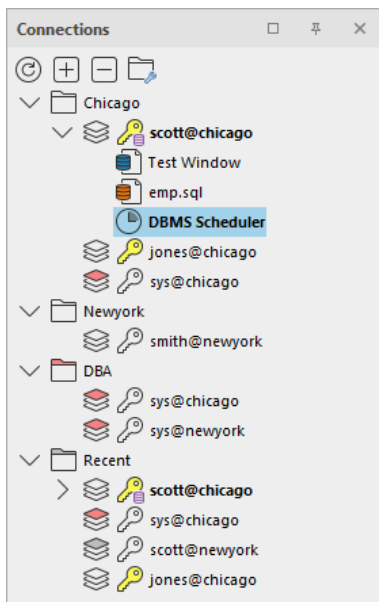 Connections
Chicago
scott@chicago
Test Window
emp.sql
DBMS Scheduler
jones@chicago
sys@chicago
Newyork
smith@newyork
DBA
sys@chicago
sys@newyork
Recent
scott@chicago
sys@chicago
scott@newyork
jones@chicago